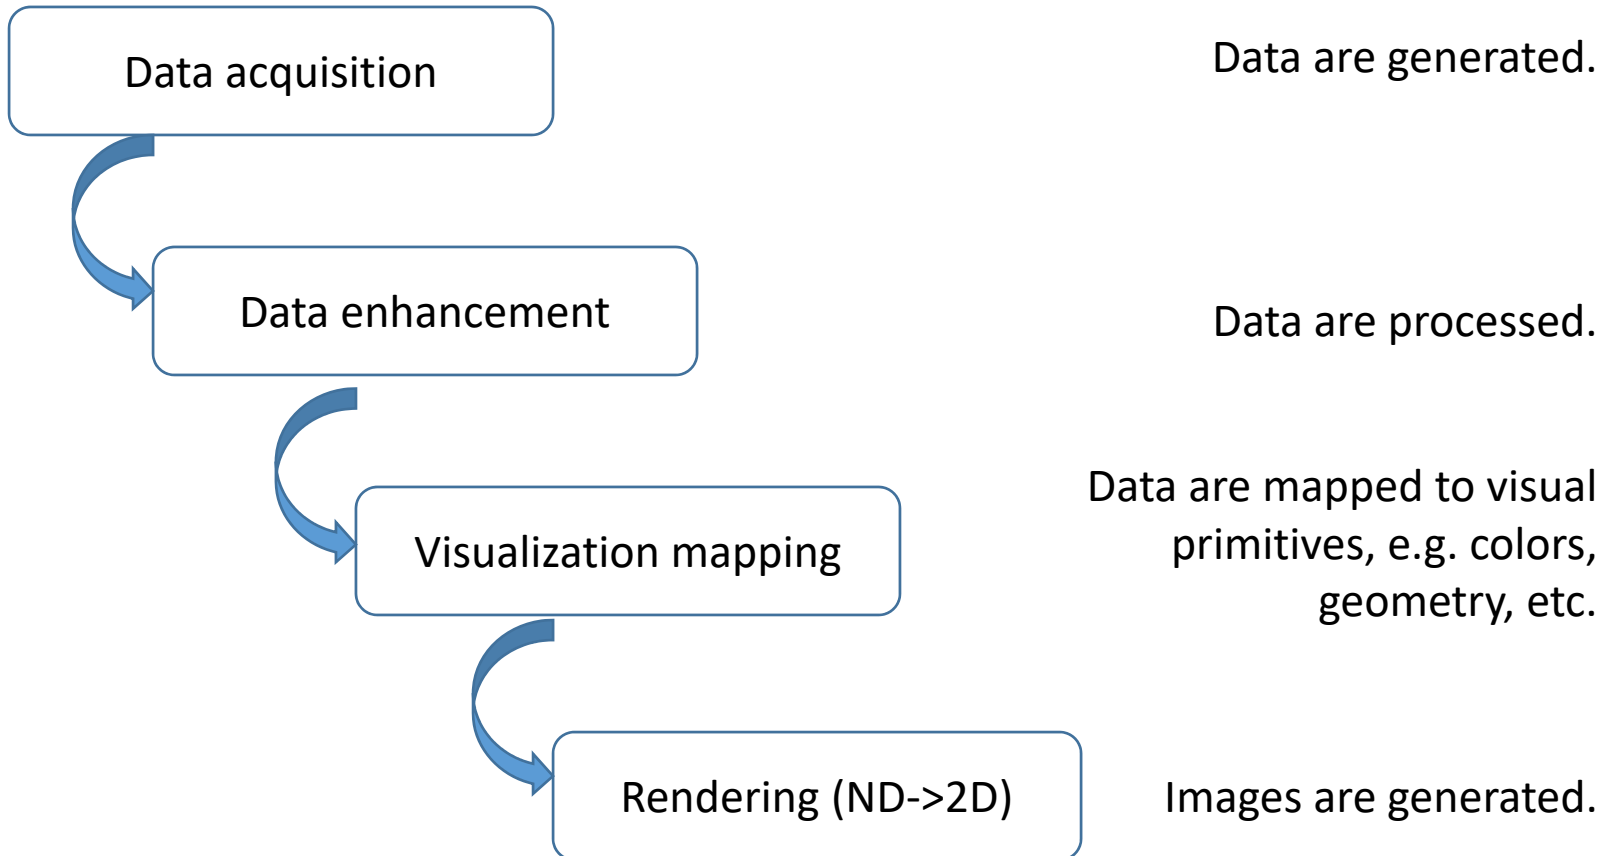 Data acquisition
Data are generated.
Data enhancement
Data are processed.
Visualization mapping
Data are mapped to visual
primitives, e.g. colors,
geometry, etc.
Rendering (ND->2D)
Images are generated.